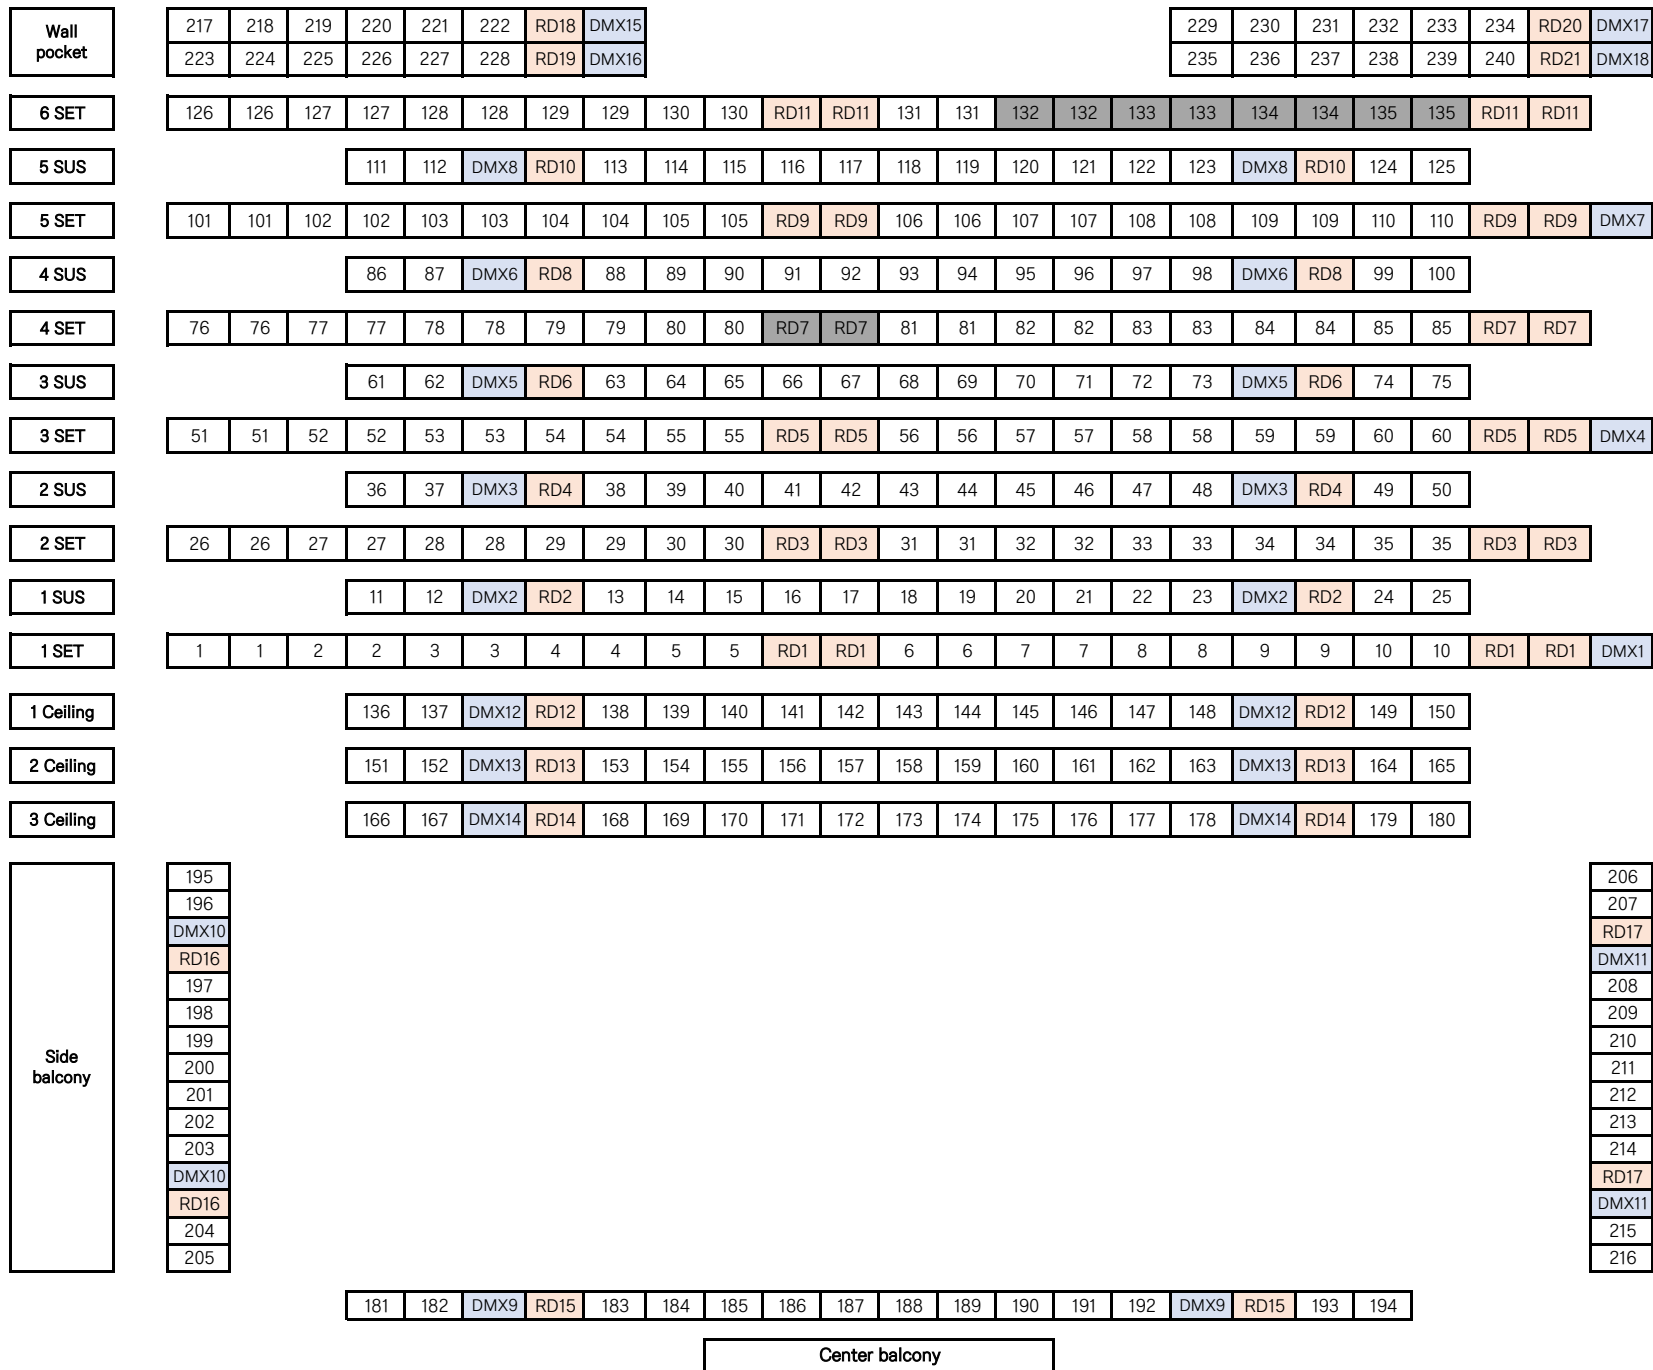 Wall pocket 217 218 219 220 221 222 RD18 DMX15 229 230 231 232 233 234 RD20 DMX17
223 224 225 226 227 228 RD19 DMX16 235 236 237 238 239 240 RD21 DMX18
6 SET 126 126 127 127 128 128 129 129 130 130 RD11 RD11 131 131 132 132 133 133 134 134 135 135 RD11 RD11
5 SUS 111 112 DMX8 RD10 113 114 115 116 117 118 119 120 121 122 123 DMX8 RD10 124 125
5 SET 101 101 102 102 103 103 104 104 105 105 RD9 RD9 106 106 107 107 108 108 109 109 110 110 RD9 RD9 DMX7
4 SUS 86 87 DMX6 RD8 88 89 90 91 92 93 94 95 96 97 98 DMX6 RD8 99 100
4 SET 76 76 77 77 78 78 79 79 80 80 RD7 RD7 81 81 82 82 83 83 84 84 85 85 RD7 RD7
3 SUS 61 62 DMX5 RD6 63 64 65 66 67 68 69 70 71 72 73 DMX5 RD6 74 75
3 SET 51 51 52 52 53 53 54 54 55 55 RD5 RD5 56 56 57 57 58 58 59 59 60 60 RD5 RD5 DMX4
2 SUS 36 37 DMX3 RD4 38 39 40 41 42 43 44 45 46 47 48 DMX3 RD4 49 50
2 SET 26 26 27 27 28 28 29 29 30 30 RD3 RD3 31 31 32 32 33 33 34 34 35 35 RD3 RD3
1 SUS 11 12 DMX2 RD2 13 14 15 16 17 18 19 20 21 22 23 DMX2 RD2 24 25
1 SET 1 1 2 2 3 3 4 4 5 5 RD1 RD1 6 6 7 7 8 8 9 9 10 10 RD1 RD1 DMX1
1 Ceiling 136 137 DMX12 RD12 138 139 140 141 142 143 144 145 146 147 148 DMX12 RD12 149 150
2 Ceiling 151 152 DMX13 RD13 153 154 155 156 157 158 159 160 161 162 163 DMX13 RD13 164 165
3 Ceiling 166 167 DMX14 RD14 168 169 170 171 172 173 174 175 176 177 178 DMX14 RD14 179 180
Side balcony
195 206
196 207
DMX10 RD17
RD16 DMX11
197 208
198 209
199 210
200 211
201 212
202 213
203 214
DMX10 RD17
RD16 DMX11
204 215
205 216
181 182 DMX9 RD15 183 184 185 186 187 188 189 190 191 192 DMX9 RD15 193 194
Center balcony